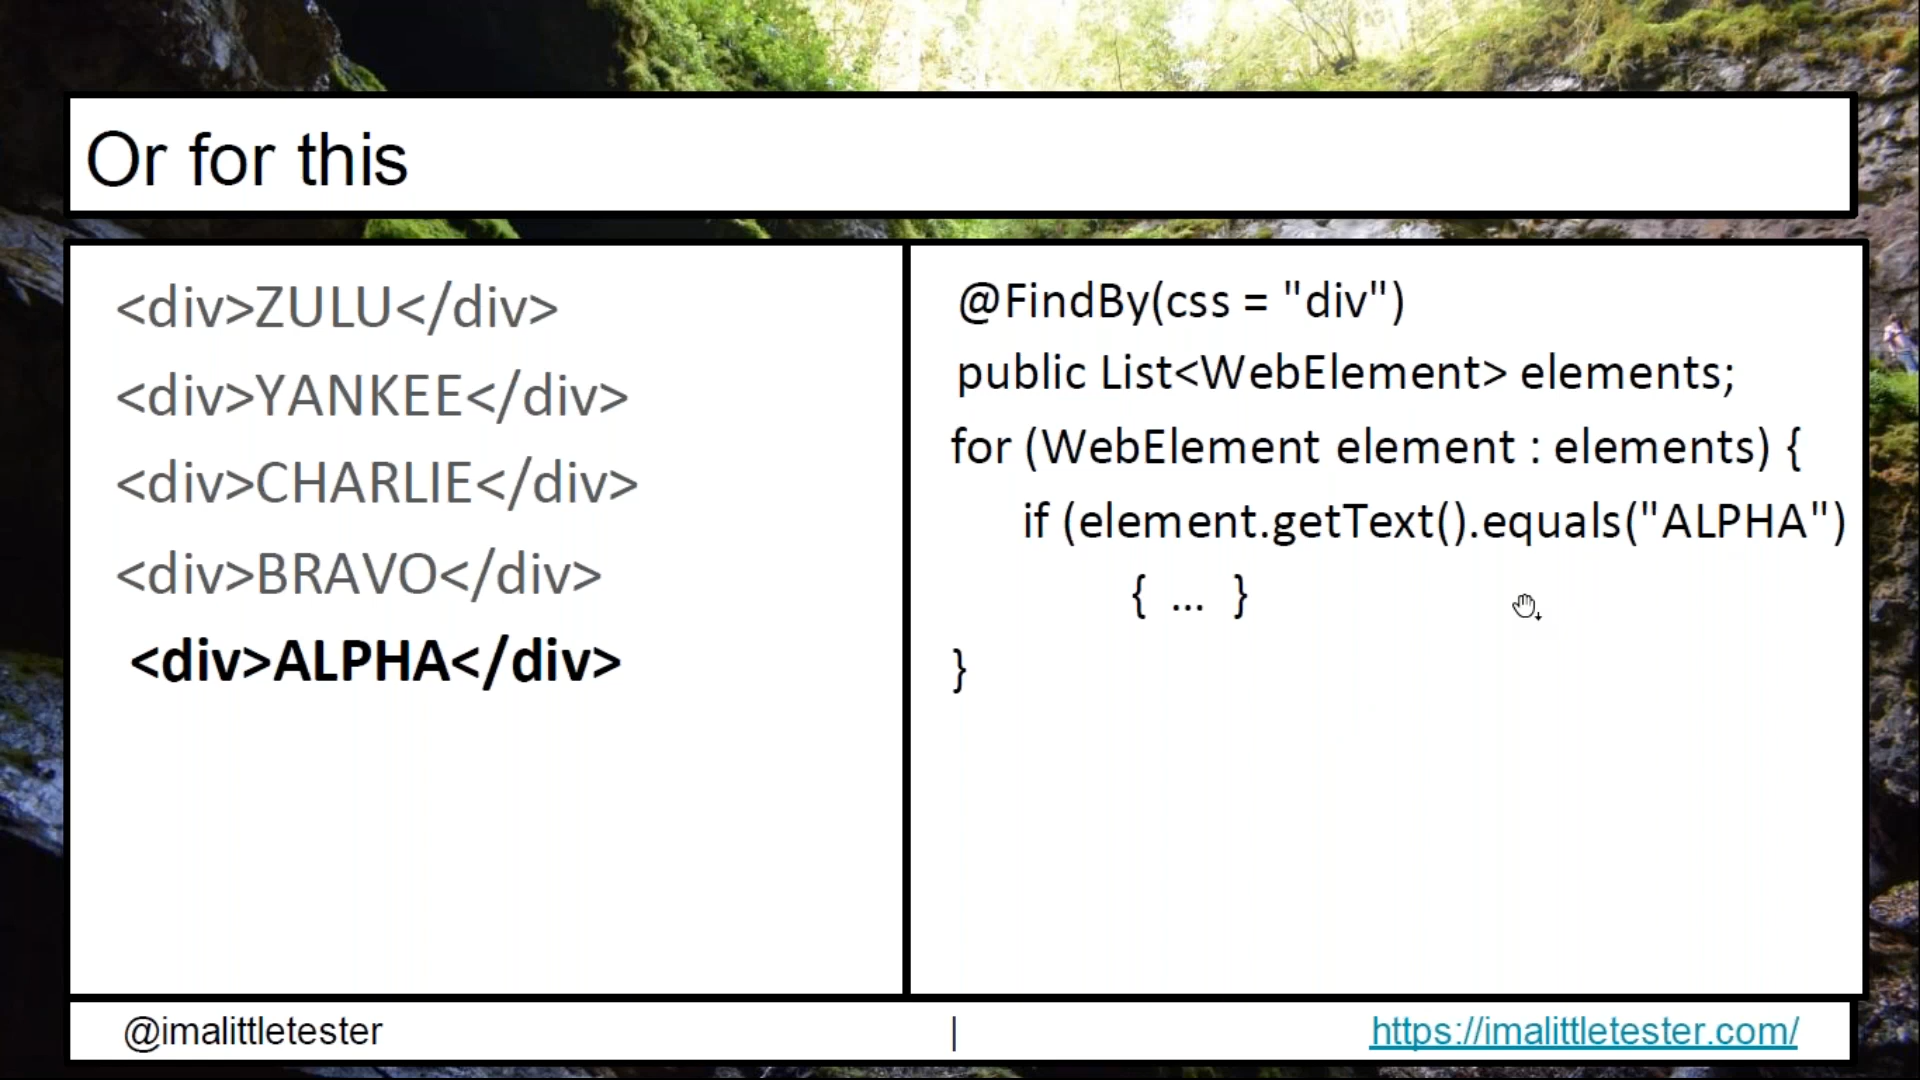 Or for this
<div>ZULU</div>
<div>YANKEE</div>
<div>CHARLIE</div>
<div>BRAVO</div>
<div>ALPHA</div>
@FindBy(css = "div")
public List<WebElement> elements;
for (WebElement element : elements) {
if (element.getText().equals("ALPHA")
{ ... }
}
@imalittletester | https://imalittletester.com/